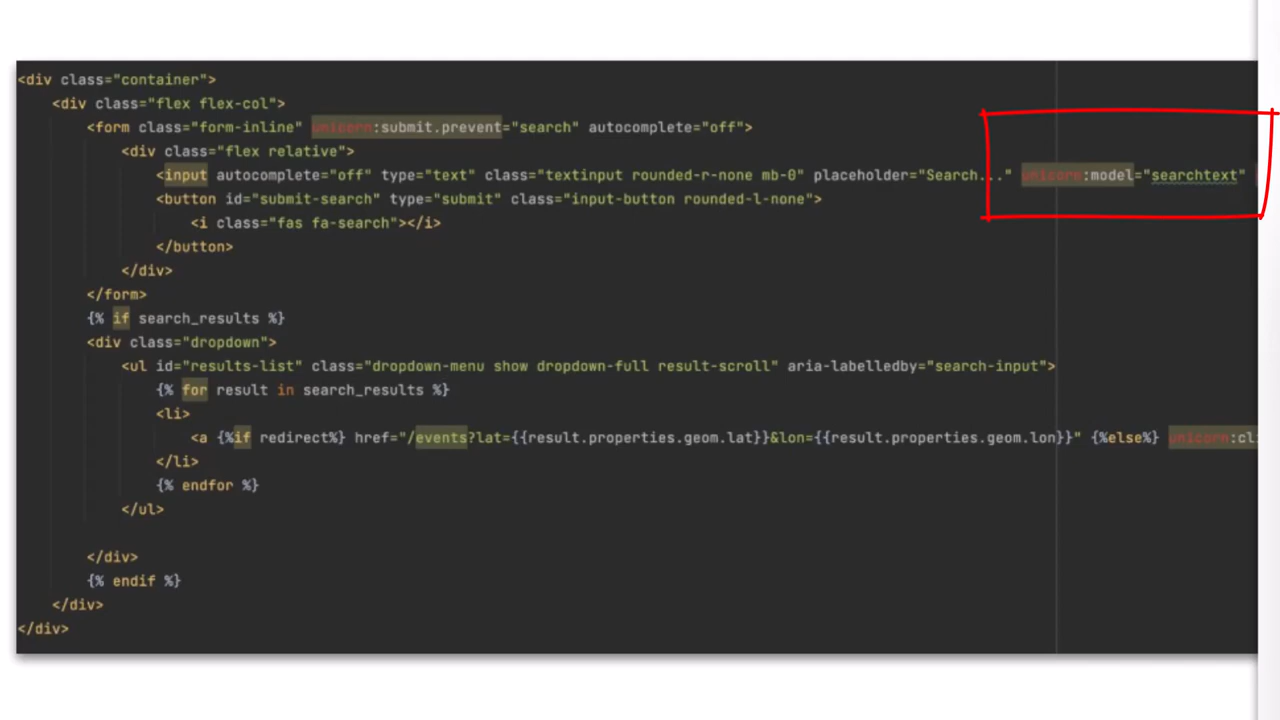 <div class="container">
<div class="flex flex-col">
<form class="form-inline" unicorn:submit.prevent="search" autocomplete="off">
<div class="flex relative">
<input autocomplete="off" type="text" class="textinput rounded-r-none mb-0" placeholder="Search..." unicorn:model="searchtext"
<button id="submit-search" type="submit" class="input-button rounded-l-none">
<i class="fas fa-search"></i>
</button>
</div>
</form>
{% if search_results %}
<div class="dropdown">
<ul id="results-list" class="dropdown-menu show dropdown-full result-scroll" aria-labelledby="search-input">
{% for result in search_results %}
<li>
<a {%if redirect%} href="/events?lat={{result.properties.geom.lat}}&lon={{result.properties.geom.lon}}" {%else%} unicorn:cli
</li>
{% endfor %}
</ul>
</div>
{% endif %}
</div>
</div>